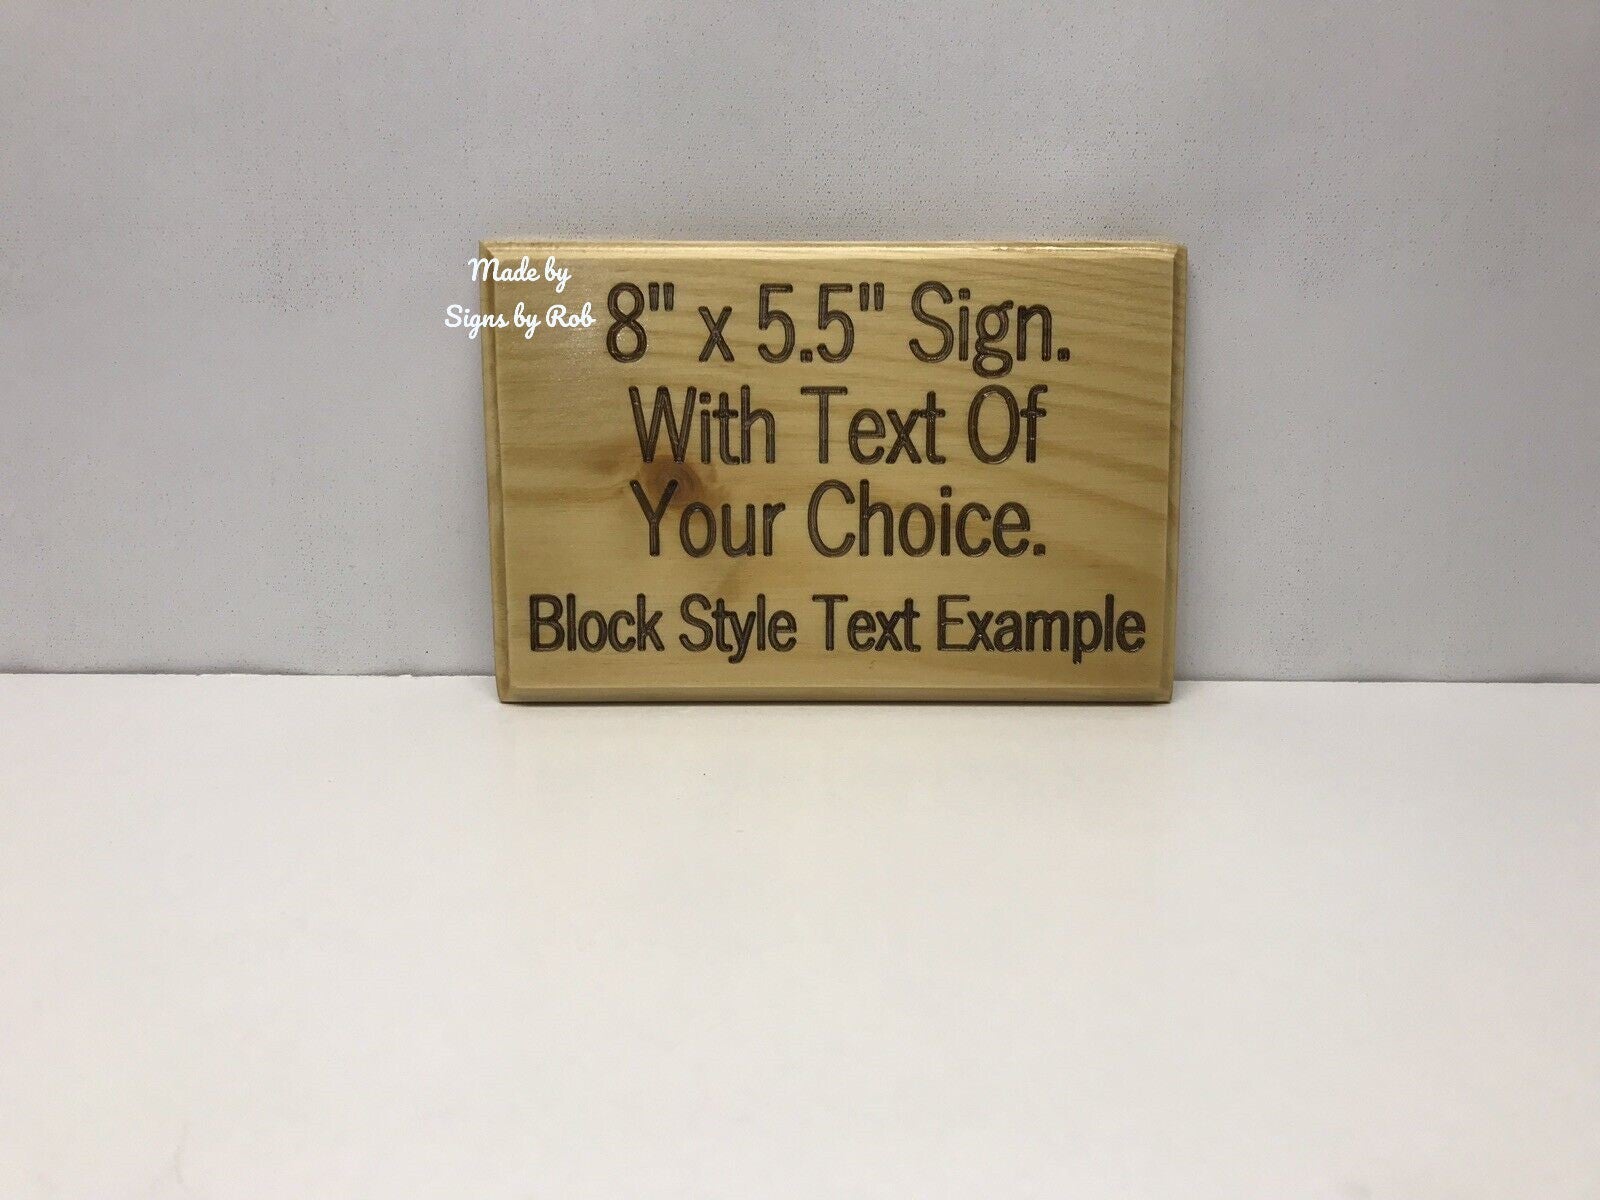 Made by
Signs by Rob
8" x 5.5" Sign.
With Text Of
Your Choice.
Block Style Text Example